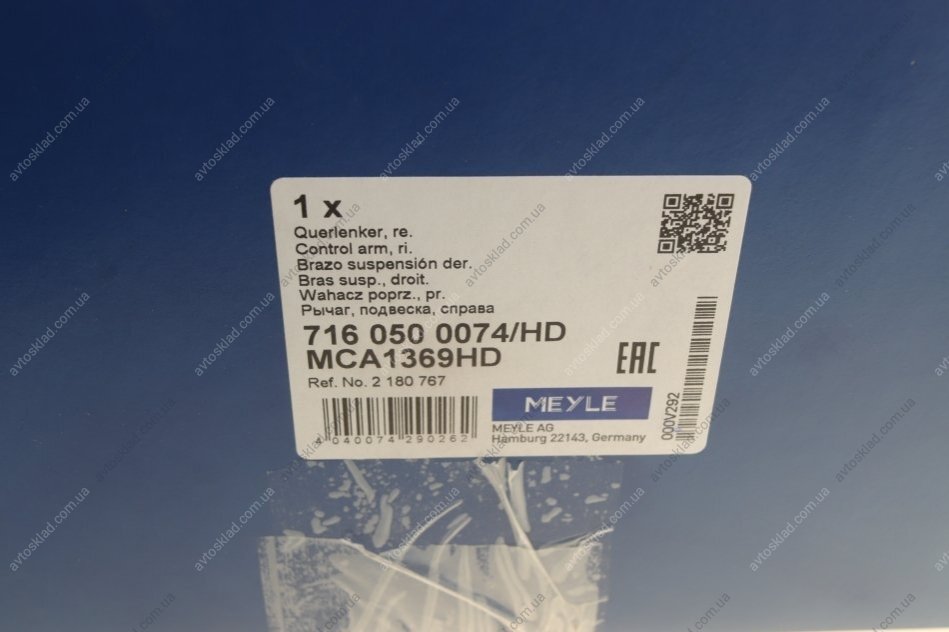 1 x
Querlenker, re.
Control arm, ri.
Brazo suspensión der.
Bras susp., droit.
Wahacz poprz., pr.
Рычаг, подвеска, справа
716 050 0074/HD
MCA1369HD
Ref. No. 2 180 767
4 040074 290262
EAC
MEYLE
MEYLE AG
Hamburg 22143, Germany
000V292
avtosklad.com.ua